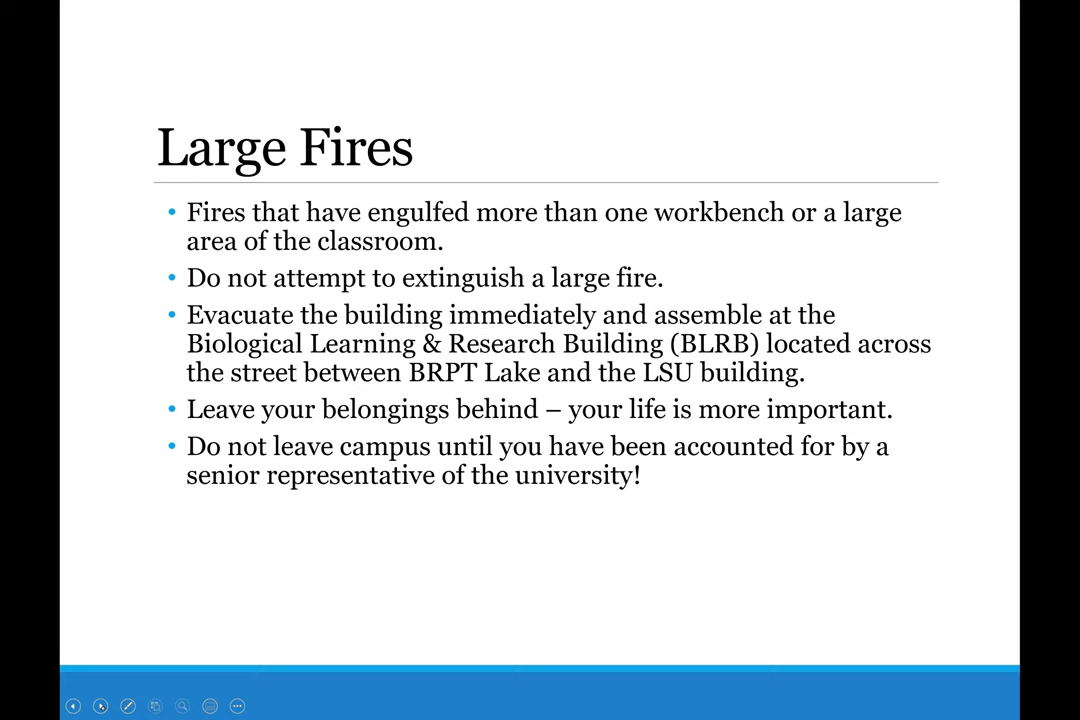 Large Fires
• Fires that have engulfed more than one workbench or a large
area of the classroom.
• Do not attempt to extinguish a large fire.
• Evacuate the building immediately and assemble at the
Biological Learning & Research Building (BLRB) located across
the street between BRPT Lake and the LSU building.
• Leave your belongings behind – your life is more important.
• Do not leave campus until you have been accounted for by a
senior representative of the university!